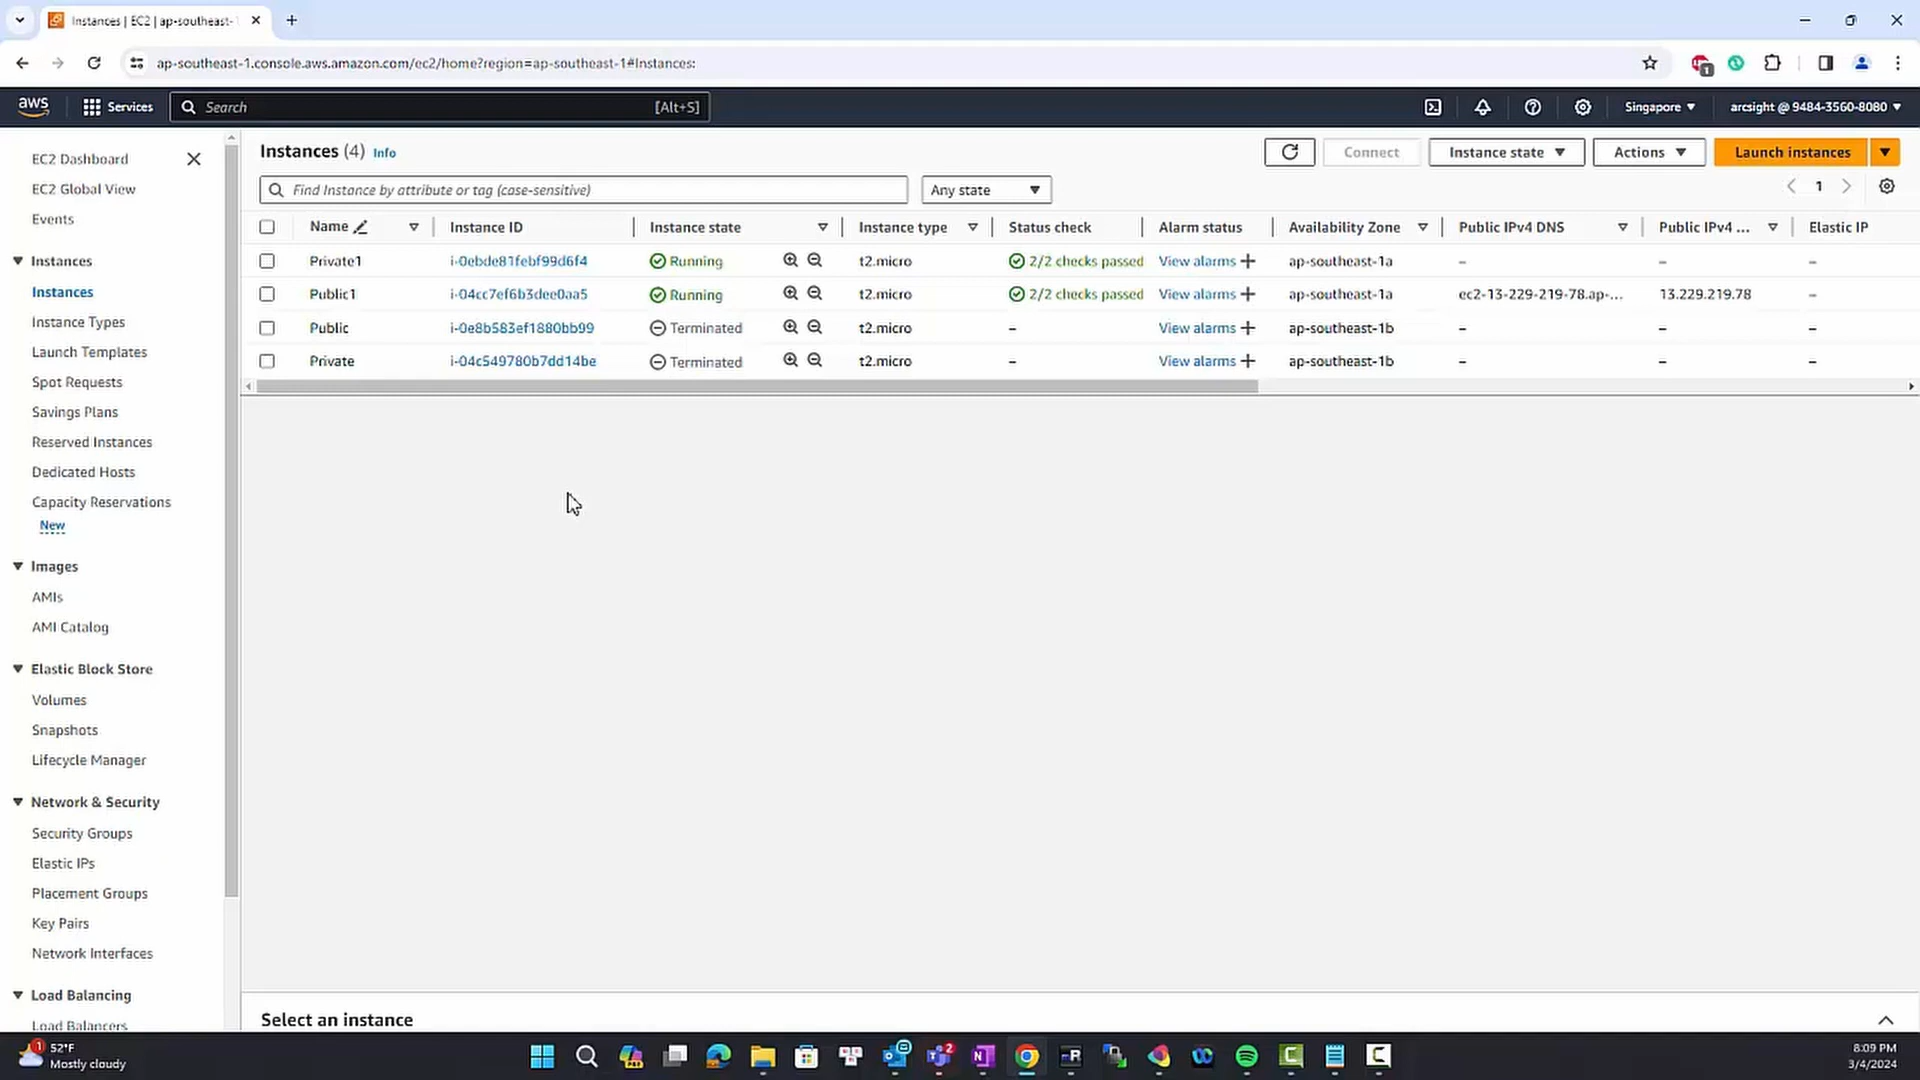 Instances | EC2 | ap-southeast-
ap-southeast-1.console.aws.amazon.com/ec2/home?region=ap-southeast-1#Instances:
1
aws
Services
Search
[Alt+S]
Singapore
arcsight @ 9484-3560-8080
EC2 Dashboard
EC2 Global View
Events
Instances
Instances
Instance Types
Launch Templates
Spot Requests
Savings Plans
Reserved Instances
Dedicated Hosts
Capacity Reservations
New
Images
AMIs
AMI Catalog
Elastic Block Store
Volumes
Snapshots
Lifecycle Manager
Network & Security
Security Groups
Elastic IPs
Placement Groups
Key Pairs
Network Interfaces
Load Balancing
Load Balancers
Instances (4) Info
Connect
Instance state
Actions
Launch instances
Find Instance by attribute or tag (case-sensitive)
Any state
1
Name Instance ID Instance state Instance type Status check Alarm status Availability Zone Public IPv4 DNS Public IPv4 ... Elastic IP
Private1 i-0ebde81febf99d6f4 Running t2.micro 2/2 checks passed View alarms + ap-southeast-1a – – –
Public1 i-04cc7ef6b3dee0aa5 Running t2.micro 2/2 checks passed View alarms + ap-southeast-1a ec2-13-229-219-78.ap-... 13.229.219.78 –
Public i-0e8b583ef1880bb99 Terminated t2.micro – View alarms + ap-southeast-1b – – –
Private i-04c549780b7dd14be Terminated t2.micro – View alarms + ap-southeast-1b – – –
Select an instance
1
52°F
Mostly cloudy
2
8:09 PM
3/4/2024